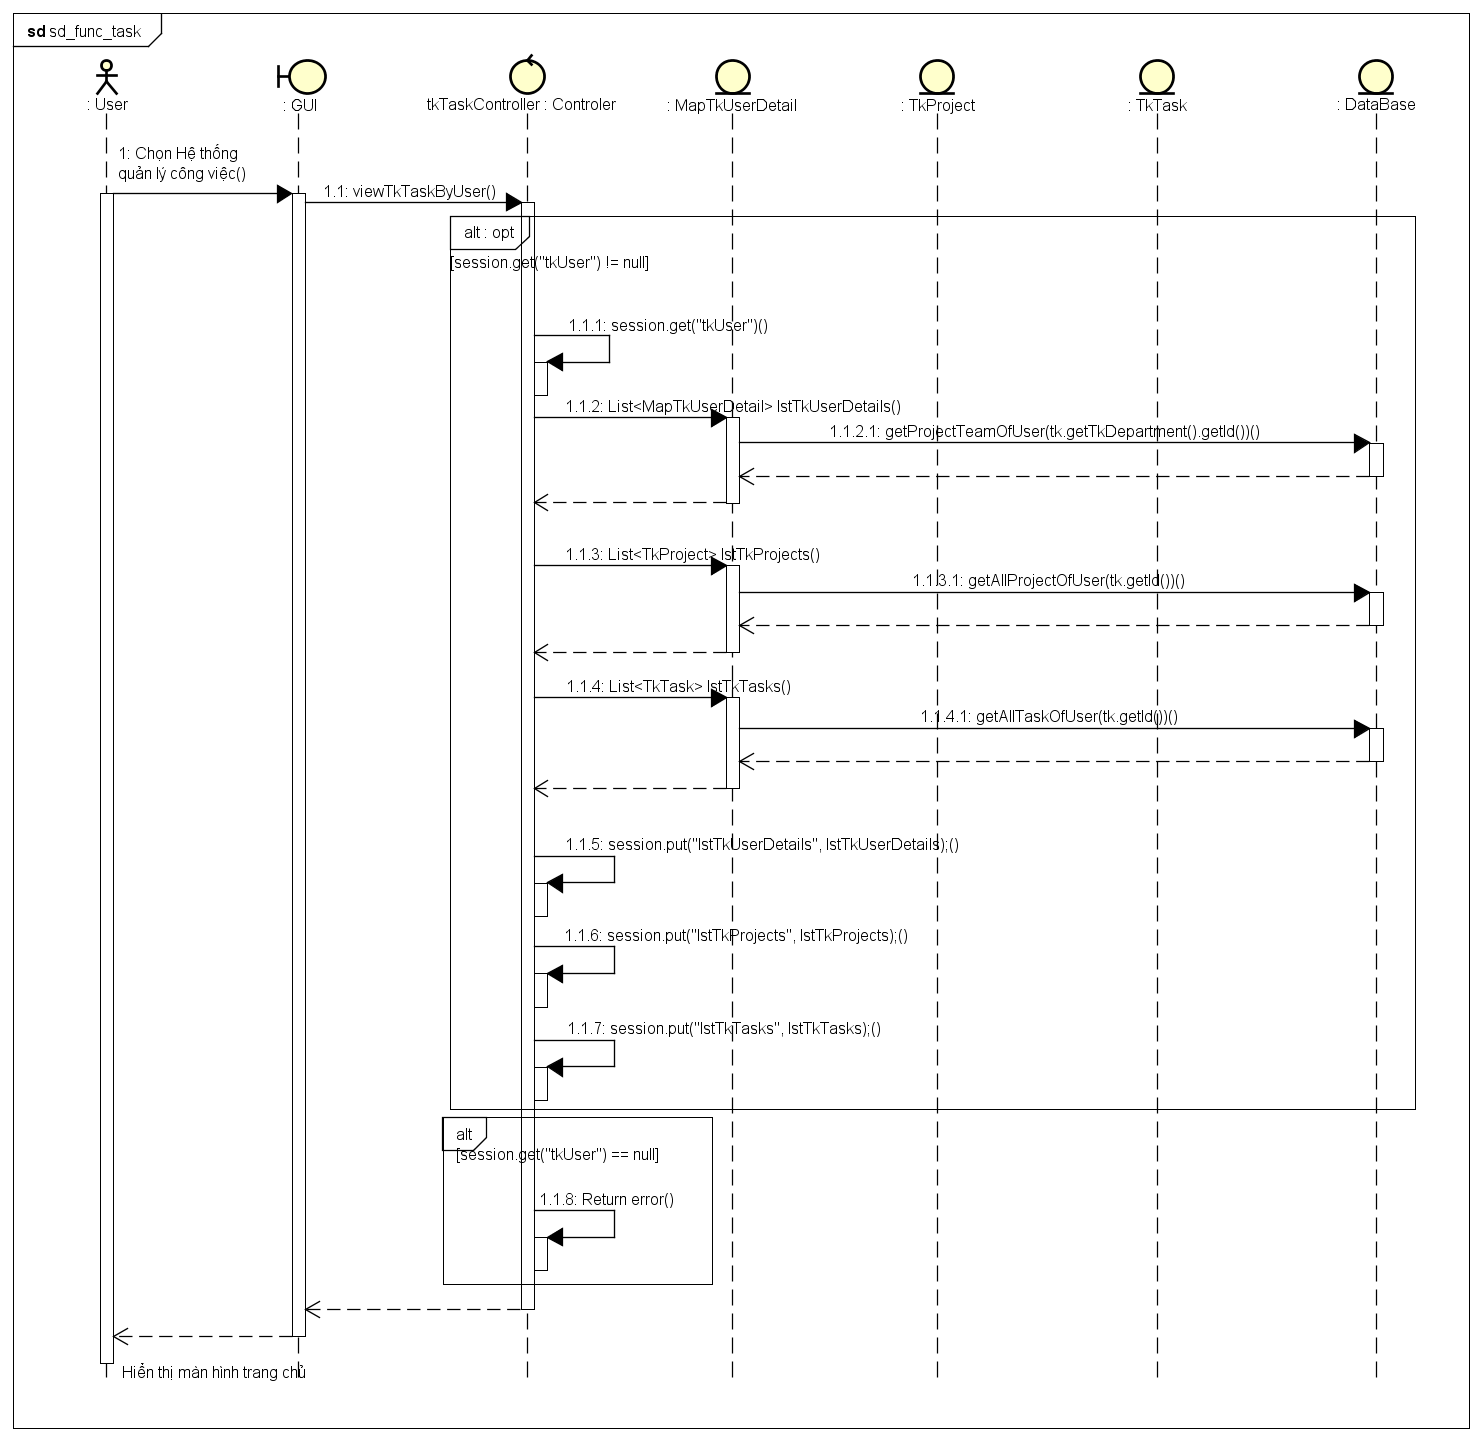 sd sd_func_task
: User
: GUI
tkTaskController : Controler
: MapTkUserDetail
: TkProject
: TkTask
: DataBase
1: Chọn Hệ thống
quản lý công việc()
1.1: viewTkTaskByUser()
alt : opt
[session.get("tkUser") != null]
1.1.1: session.get("tkUser")()
1.1.2: List<MapTkUserDetail> lstTkUserDetails()
1.1.2.1: getProjectTeamOfUser(tk.getTkDepartment().getId())()
1.1.3: List<TkProject> lstTkProjects()
1.1.3.1: getAllProjectOfUser(tk.getId())()
1.1.4: List<TkTask> lstTkTasks()
1.1.4.1: getAllTaskOfUser(tk.getId())()
1.1.5: session.put("lstTkUserDetails", lstTkUserDetails);()
1.1.6: session.put("lstTkProjects", lstTkProjects);()
1.1.7: session.put("lstTkTasks", lstTkTasks);()
alt
[session.get("tkUser") == null]
1.1.8: Return error()
Hiển thị màn hình trang chủ